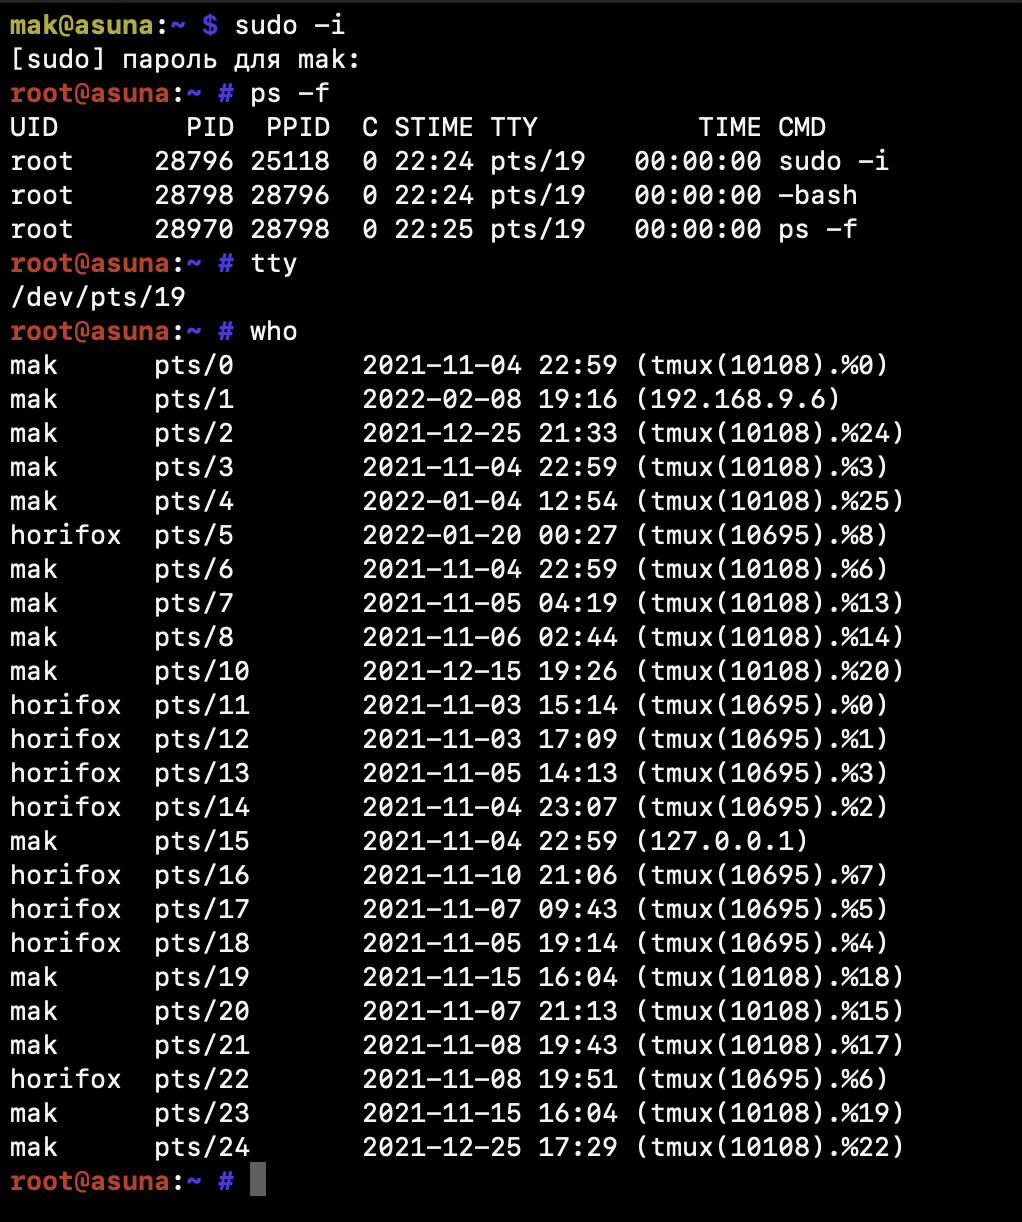 mak@asuna:~ $ sudo -i
[sudo] пароль для mak:
root@asuna:~ # ps -f
UID        PID  PPID  C STIME TTY          TIME CMD
root     28796 25118  0 22:24 pts/19   00:00:00 sudo -i
root     28798 28796  0 22:24 pts/19   00:00:00 -bash
root     28970 28798  0 22:25 pts/19   00:00:00 ps -f
root@asuna:~ # tty
/dev/pts/19
root@asuna:~ # who
mak      pts/0        2021-11-04 22:59 (tmux(10108).%0)
mak      pts/1        2022-02-08 19:16 (192.168.9.6)
mak      pts/2        2021-12-25 21:33 (tmux(10108).%24)
mak      pts/3        2021-11-04 22:59 (tmux(10108).%3)
mak      pts/4        2022-01-04 12:54 (tmux(10108).%25)
horifox  pts/5        2022-01-20 00:27 (tmux(10695).%8)
mak      pts/6        2021-11-04 22:59 (tmux(10108).%6)
mak      pts/7        2021-11-05 04:19 (tmux(10108).%13)
mak      pts/8        2021-11-06 02:44 (tmux(10108).%14)
mak      pts/10       2021-12-15 19:26 (tmux(10108).%20)
horifox  pts/11       2021-11-03 15:14 (tmux(10695).%0)
horifox  pts/12       2021-11-03 17:09 (tmux(10695).%1)
horifox  pts/13       2021-11-05 14:13 (tmux(10695).%3)
horifox  pts/14       2021-11-04 23:07 (tmux(10695).%2)
mak      pts/15       2021-11-04 22:59 (127.0.0.1)
horifox  pts/16       2021-11-10 21:06 (tmux(10695).%7)
horifox  pts/17       2021-11-07 09:43 (tmux(10695).%5)
horifox  pts/18       2021-11-05 19:14 (tmux(10695).%4)
mak      pts/19       2021-11-15 16:04 (tmux(10108).%18)
mak      pts/20       2021-11-07 21:13 (tmux(10108).%15)
mak      pts/21       2021-11-08 19:43 (tmux(10108).%17)
horifox  pts/22       2021-11-08 19:51 (tmux(10695).%6)
mak      pts/23       2021-11-15 16:04 (tmux(10108).%19)
mak      pts/24       2021-12-25 17:29 (tmux(10108).%22)
root@asuna:~ #